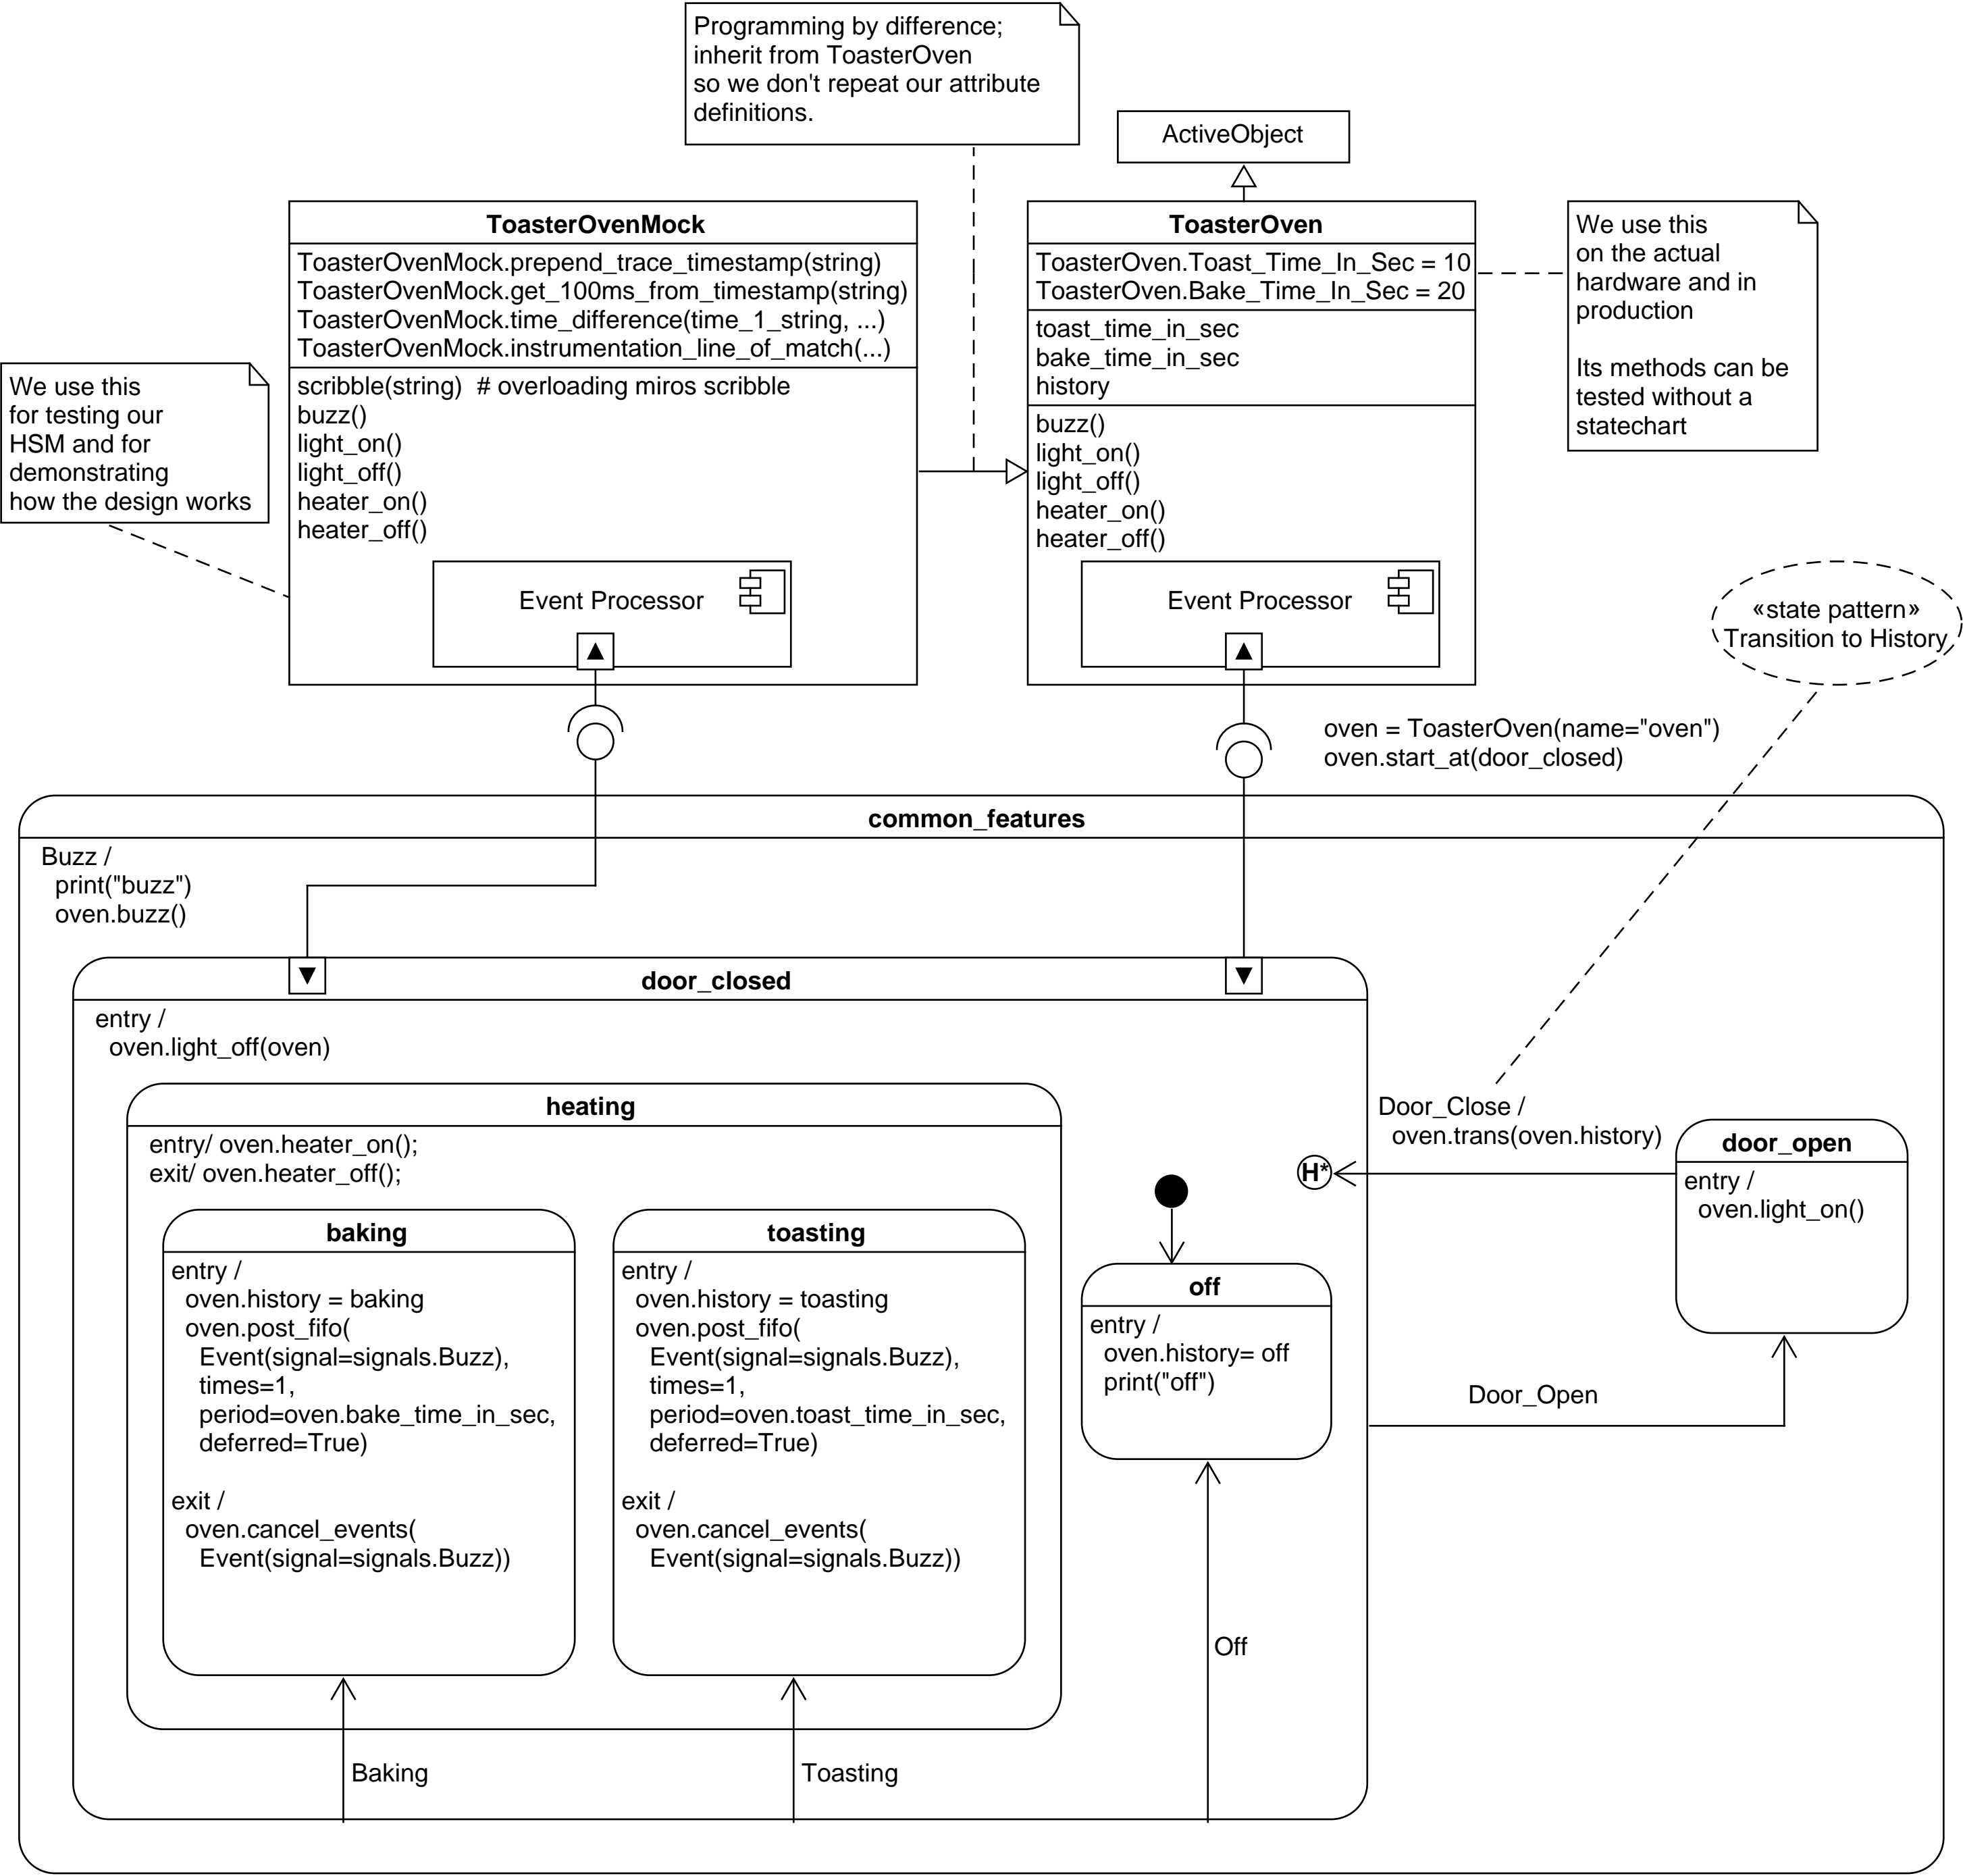 Programming by difference;
inherit from ToasterOven
so we don't repeat our attribute
definitions.
ActiveObject
ToasterOvenMock
ToasterOvenMock.prepend_trace_timestamp(string)
ToasterOvenMock.get_100ms_from_timestamp(string)
ToasterOvenMock.time_difference(time_1_string, ...)
ToasterOvenMock.instrumentation_line_of_match(...)
scribble(string)  # overloading miros scribble
buzz()
light_on()
light_off()
heater_on()
heater_off()
Event Processor
ToasterOven
ToasterOven.Toast_Time_In_Sec = 10
ToasterOven.Bake_Time_In_Sec = 20
toast_time_in_sec
bake_time_in_sec
history
buzz()
light_on()
light_off()
heater_on()
heater_off()
Event Processor
We use this
on the actual
hardware and in
production
Its methods can be
tested without a
statechart
We use this
for testing our
HSM and for
demonstrating
how the design works
«state pattern»
Transition to History
oven = ToasterOven(name="oven")
oven.start_at(door_closed)
common_features
Buzz /
print("buzz")
oven.buzz()
door_closed
entry /
oven.light_off(oven)
heating
entry/ oven.heater_on();
exit/ oven.heater_off();
baking
entry /
oven.history = baking
oven.post_fifo(
Event(signal=signals.Buzz),
times=1,
period=oven.bake_time_in_sec,
deferred=True)
exit /
oven.cancel_events(
Event(signal=signals.Buzz))
toasting
entry /
oven.history = toasting
oven.post_fifo(
Event(signal=signals.Buzz),
times=1,
period=oven.toast_time_in_sec,
deferred=True)
exit /
oven.cancel_events(
Event(signal=signals.Buzz))
off
entry /
oven.history= off
print("off")
H*
Door_Close /
oven.trans(oven.history)
door_open
entry /
oven.light_on()
Door_Open
Off
Baking
Toasting